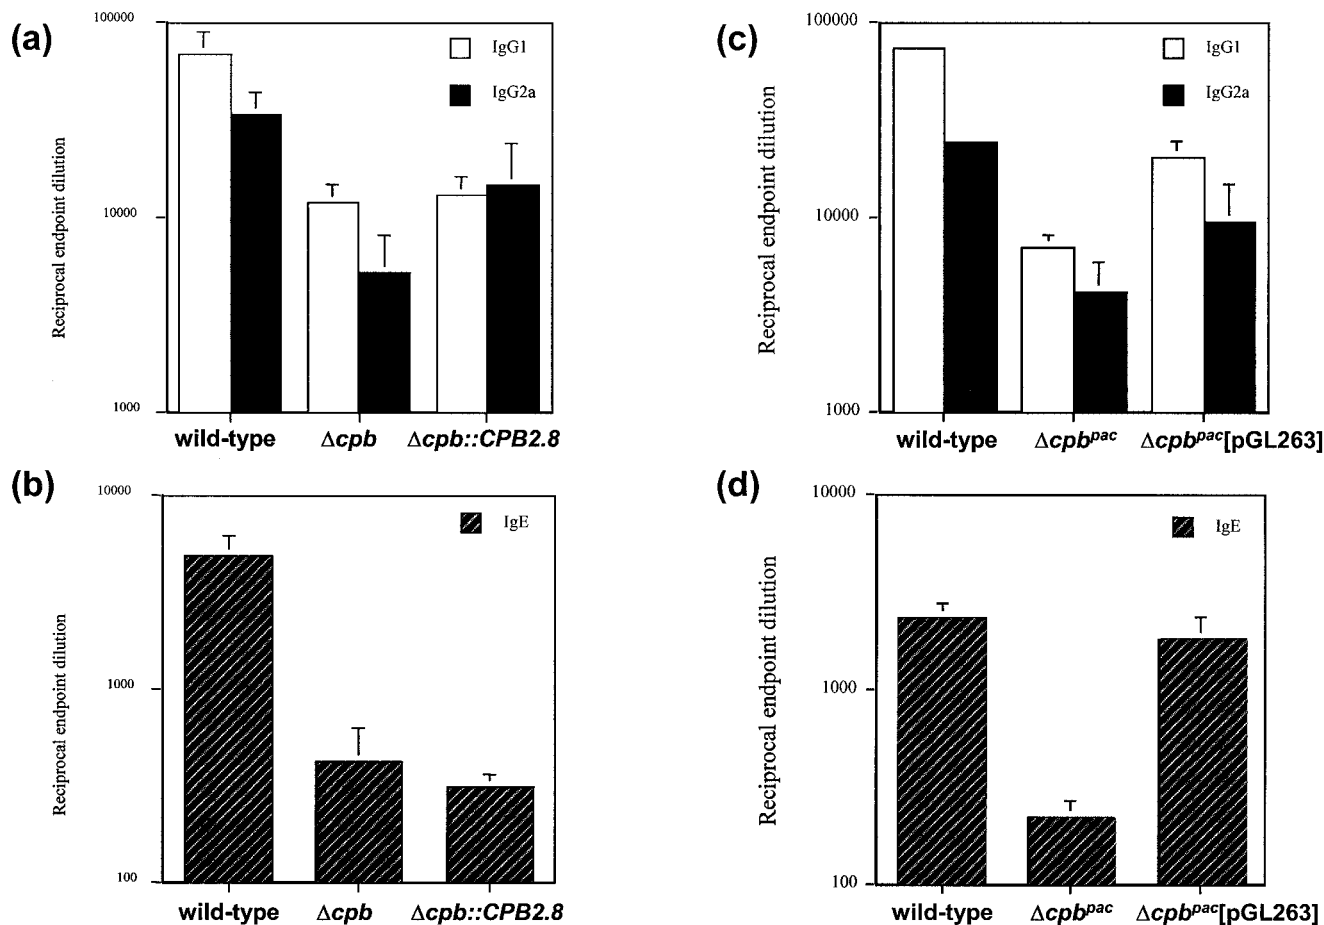 (a)
100000
10000
1000
Reciprocal endpoint dilution
IgG1
IgG2a
wild-type Δcpb Δcpb::CPB2.8
(c)
100000
10000
1000
Reciprocal endpoint dilution
IgG1
IgG2a
wild-type Δcpbpac Δcpbpac[pGL263]
(b)
10000
1000
100
Reciprocal endpoint dilution
IgE
wild-type Δcpb Δcpb::CPB2.8
(d)
10000
1000
100
Reciprocal endpoint dilution
IgE
wild-type Δcpbpac Δcpbpac[pGL263]